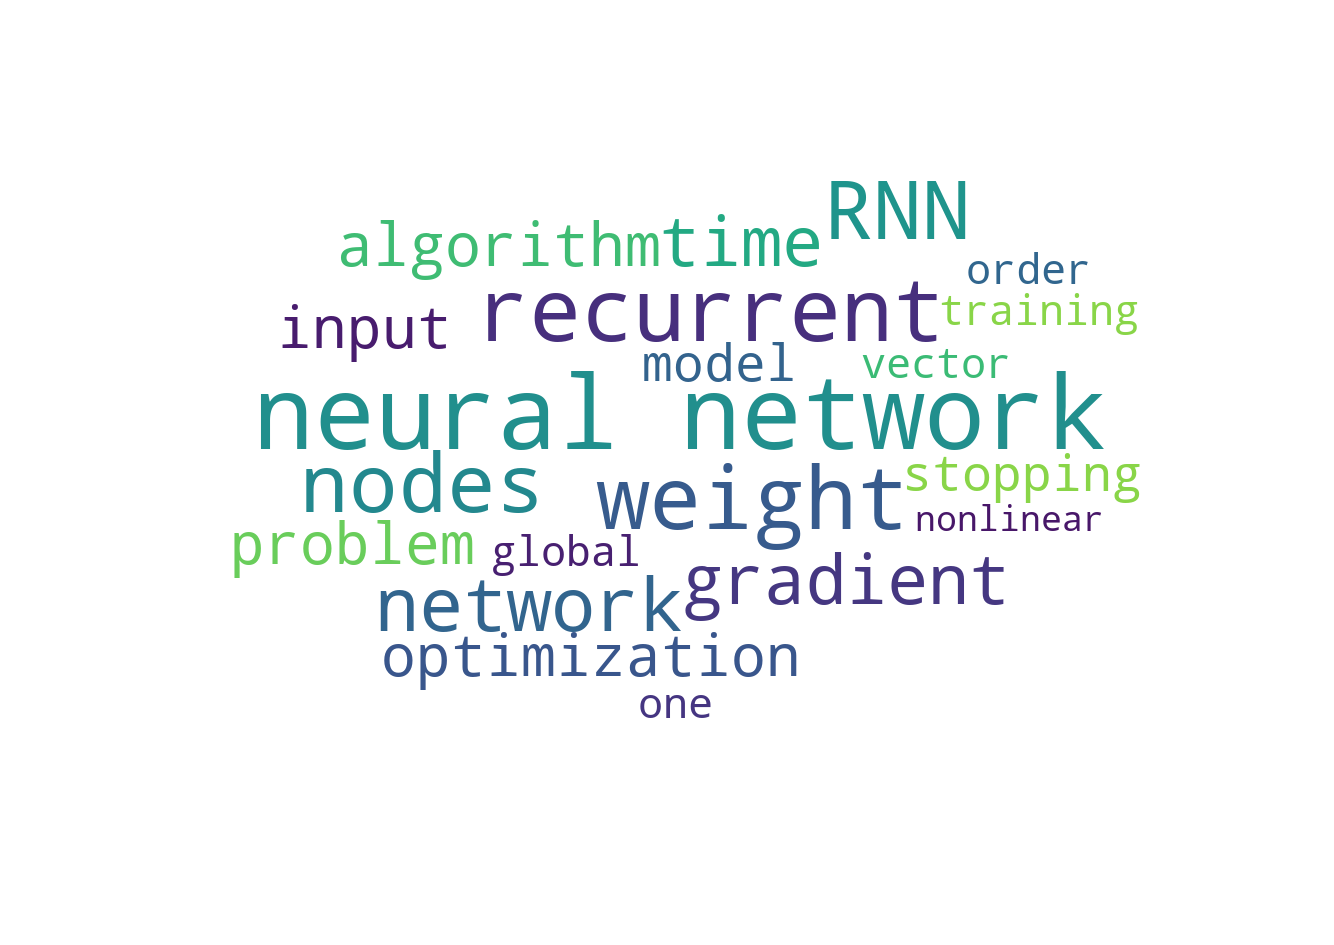 RNN
algorithm time
order
recurrent training
input
model vector
neural network
nodes weight stopping
nonlinear
problem global
gradient
network
optimization
one